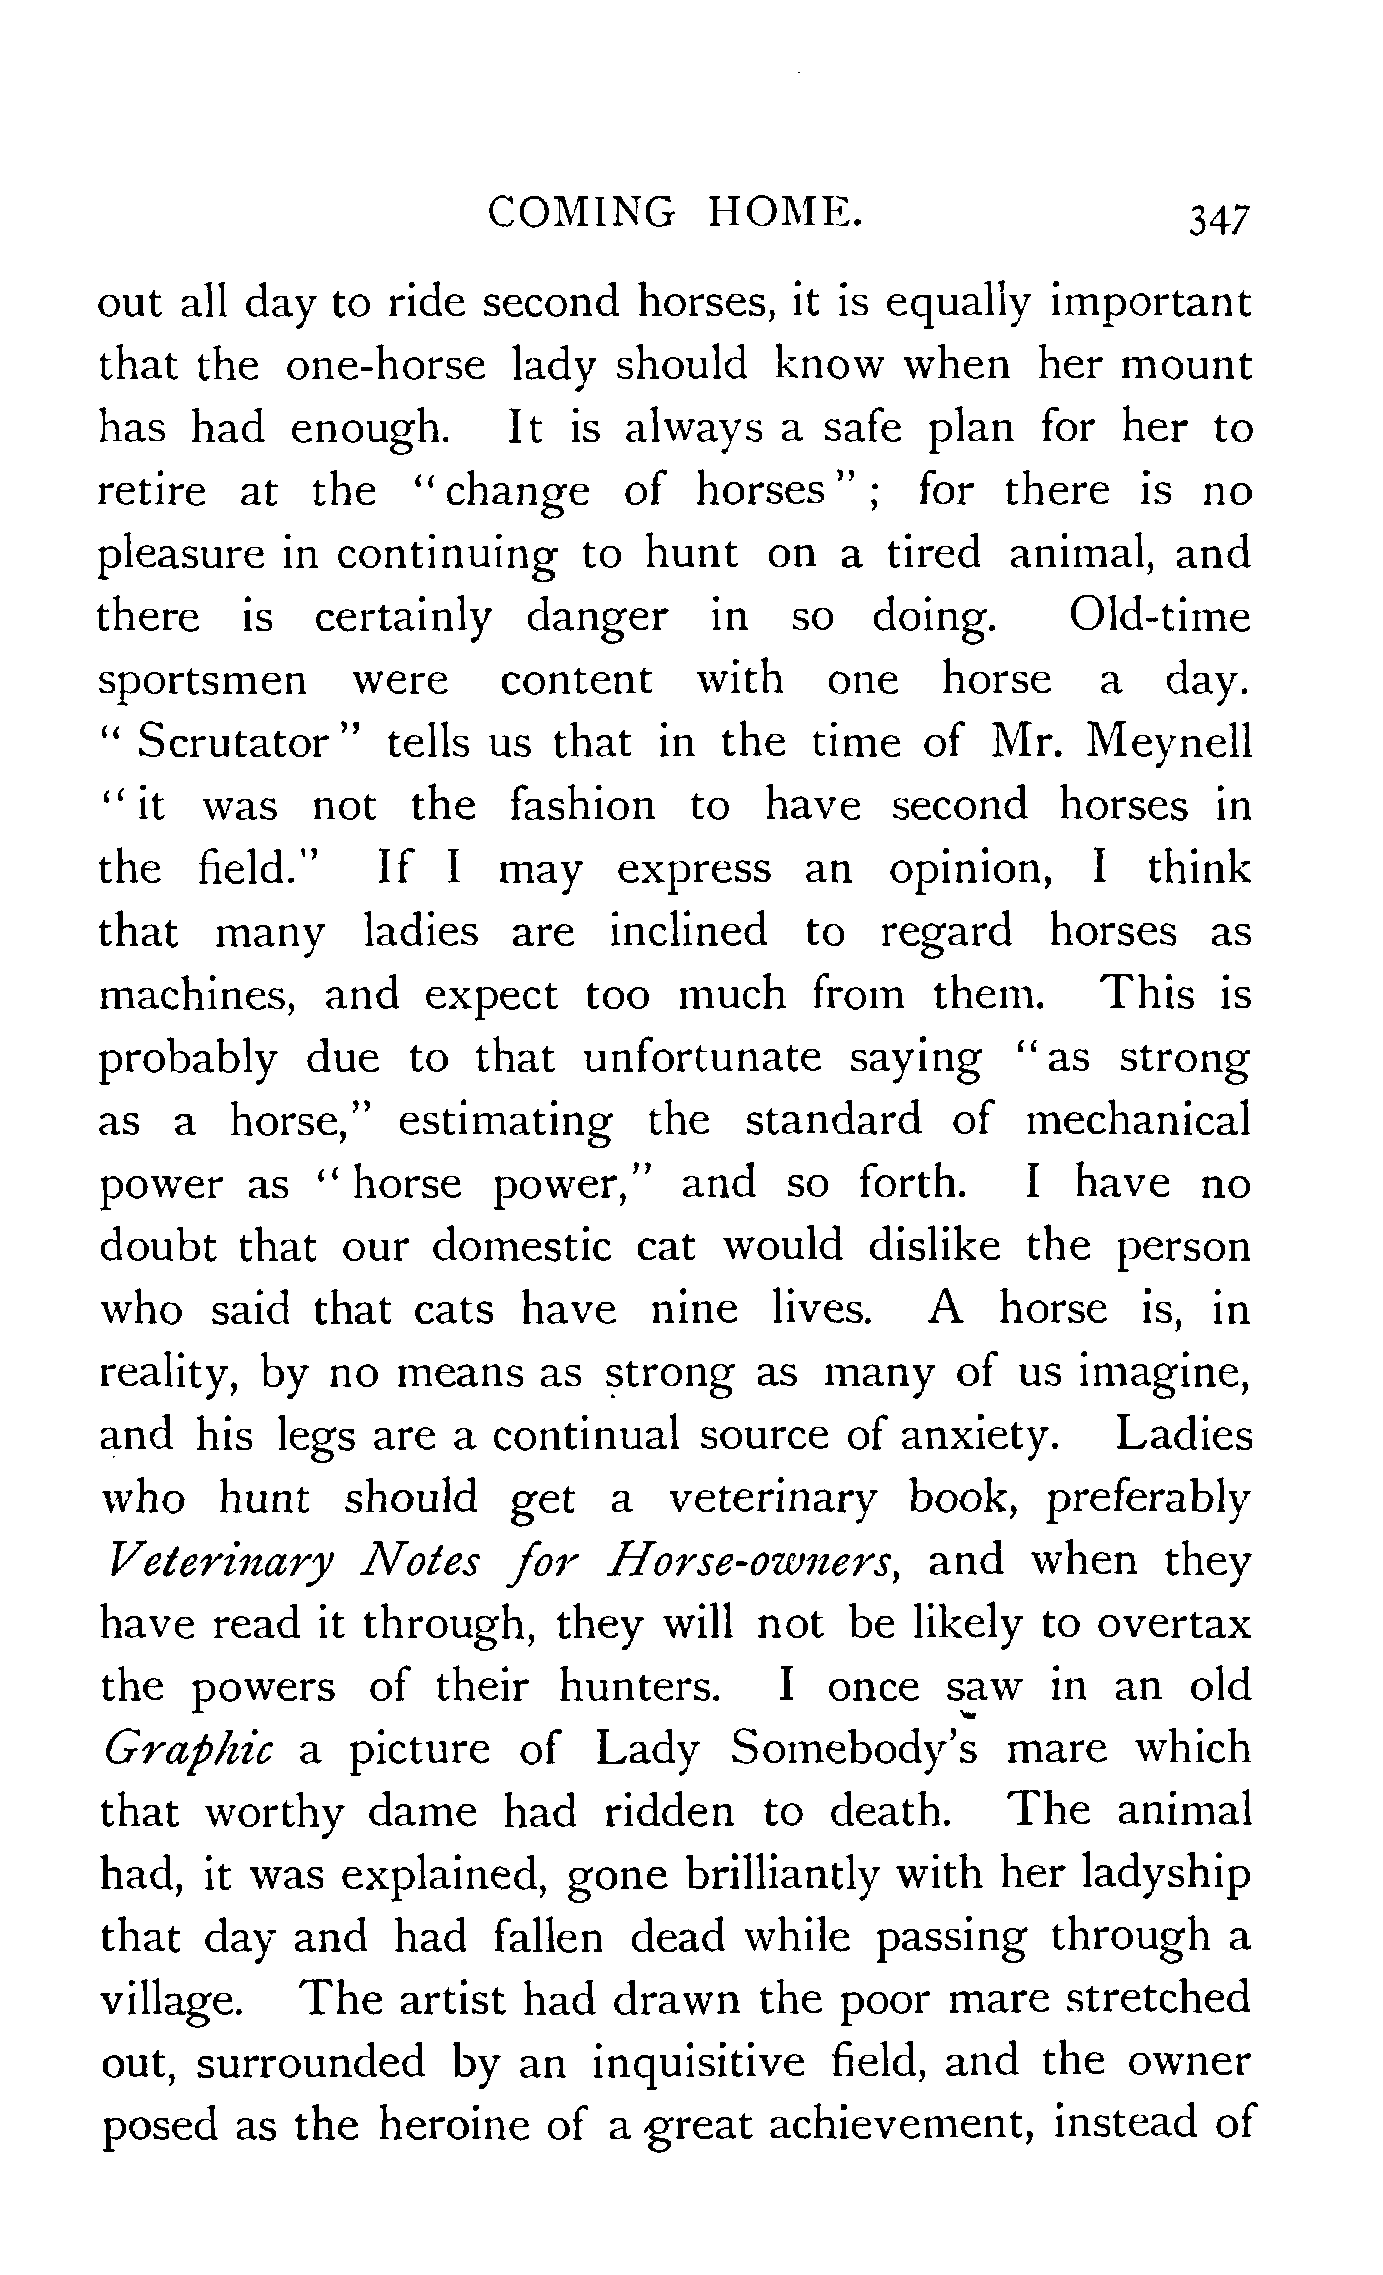 COMING HOME. 347
out all day to ride second horses, it is equally important
that the one-horse lady should know when her mount
has had enough. It is always a safe plan for her to
retire at the "change of horses"; for there is no
pleasure in continuing to hunt on a tired animal, and
there is certainly danger in so doing. Old-time
sportsmen were content with one horse a day.
"Scrutator" tells us that in the time of Mr. Meynell
"it was not the fashion to have second horses in
the field." If I may express an opinion, I think
that many ladies are inclined to regard horses as
machines, and expect too much from them. This is
probably due to that unfortunate saying "as strong
as a horse," estimating the standard of mechanical
power as "horse power," and so forth. I have no
doubt that our domestic cat would dislike the person
who said that cats have nine lives. A horse is, in
reality, by no means as strong as many of us imagine,
and his legs are a continual source of anxiety. Ladies
who hunt should get a veterinary book, preferably
Veterinary Notes for Horse-owners, and when they
have read it through, they will not be likely to overtax
the powers of their hunters. I once saw in an old
Graphic a picture of Lady Somebody's mare which
that worthy dame had ridden to death. The animal
had, it was explained, gone brilliantly with her ladyship
that day and had fallen dead while passing through a
village. The artist had drawn the poor mare stretched
out, surrounded by an inquisitive field, and the owner
posed as the heroine of a great achievement, instead of